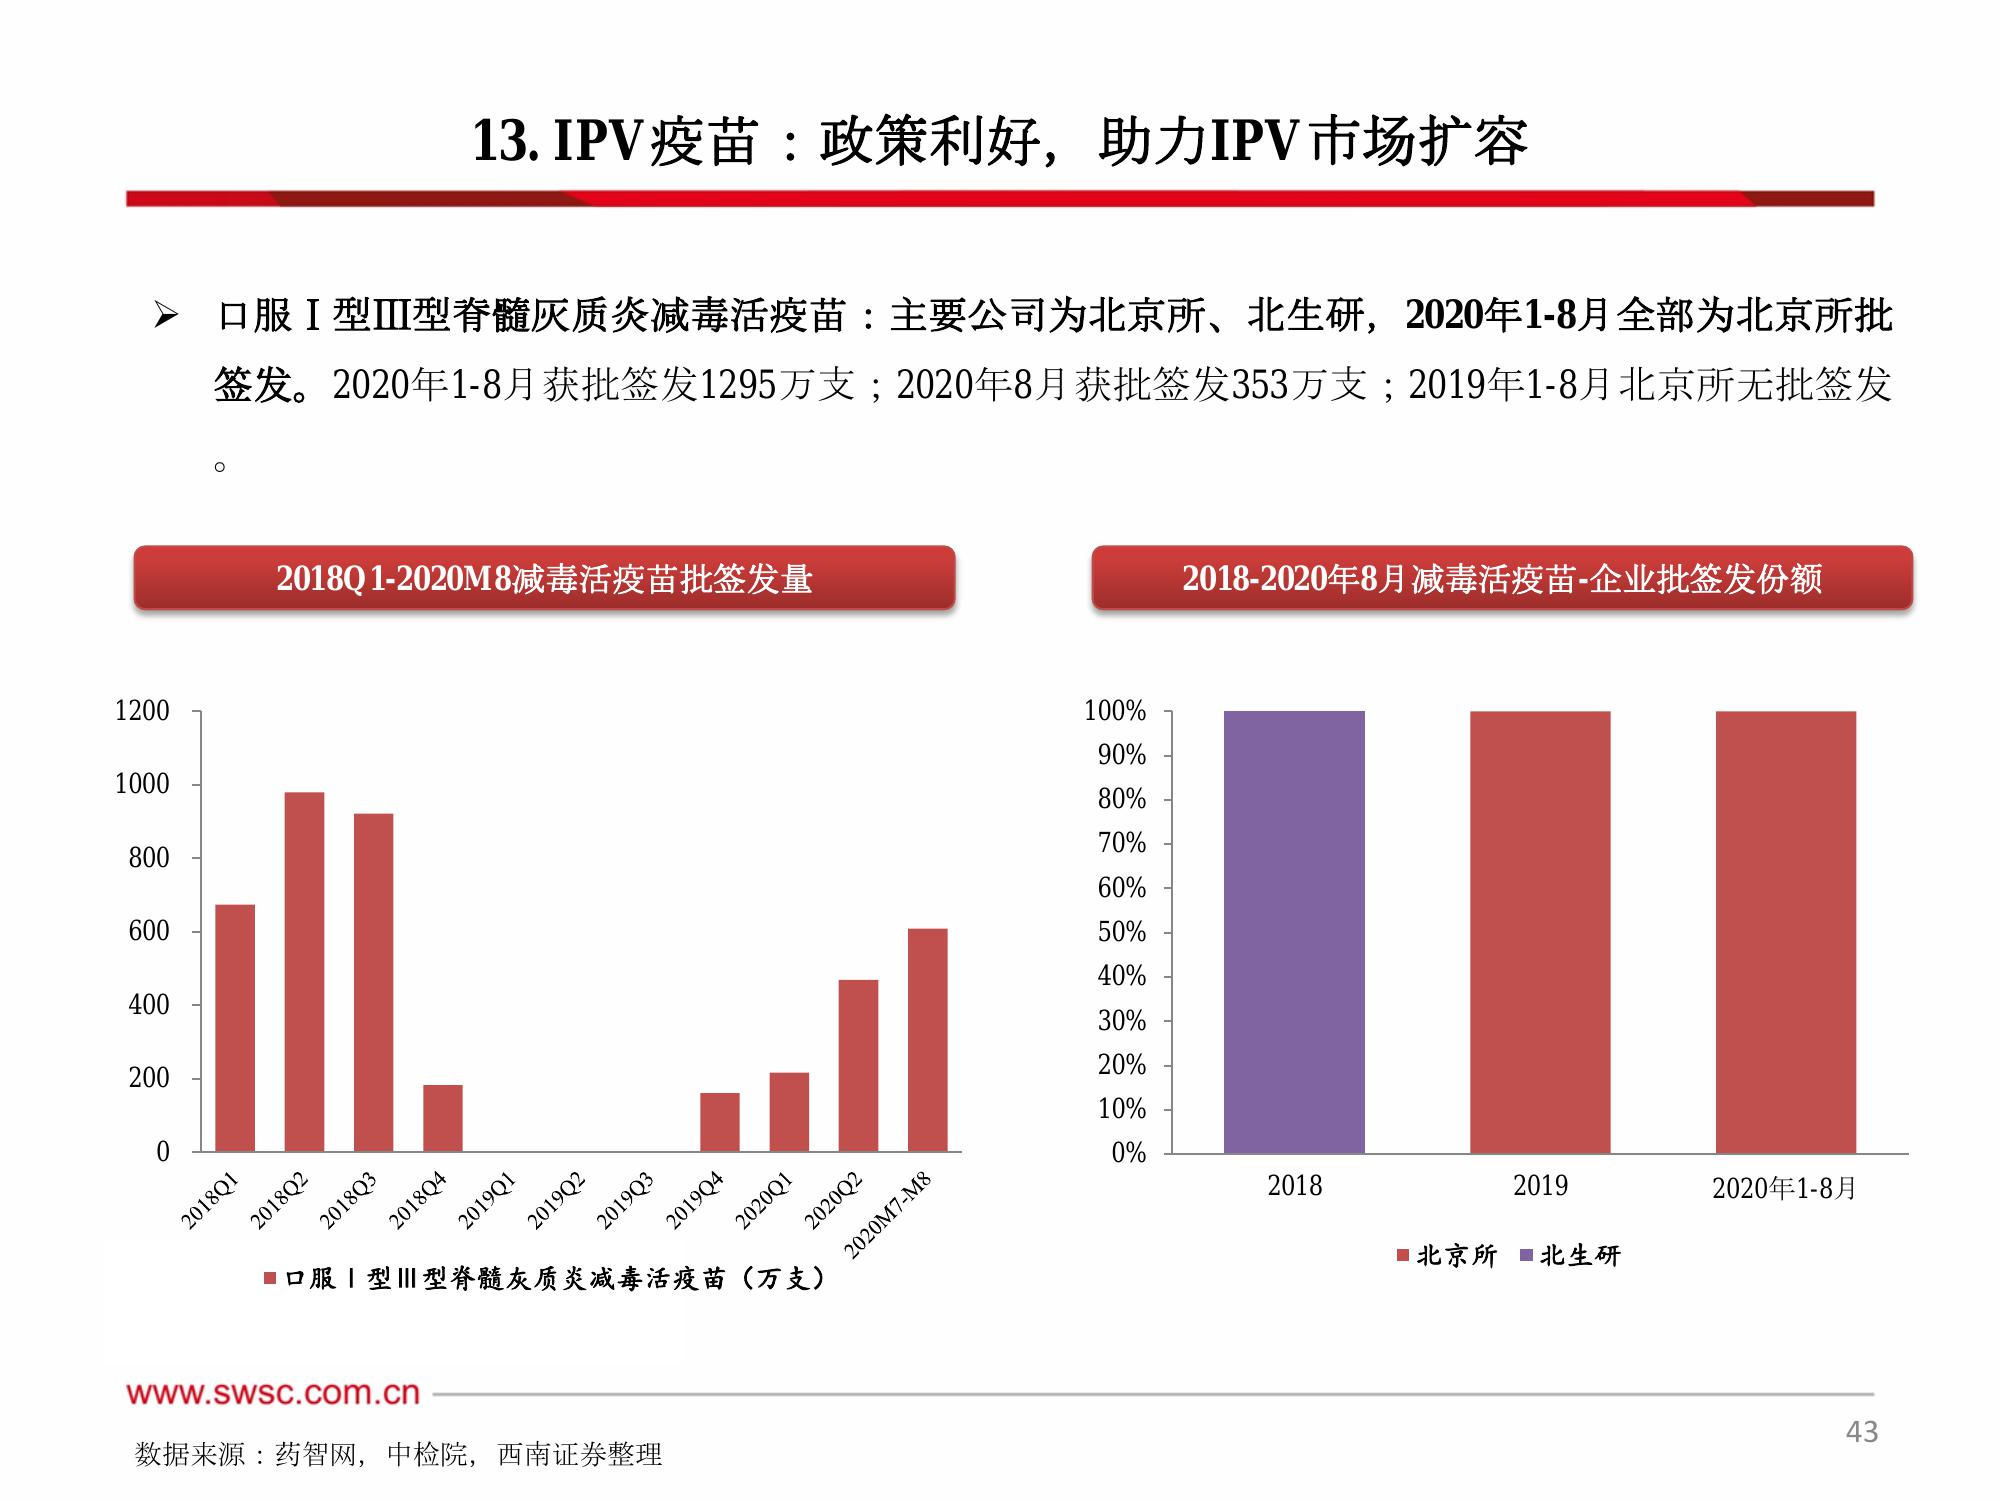 13. IPV疫苗：政策利好，助力IPV市场扩容
➢ 口服Ⅰ型Ⅲ型脊髓灰质炎减毒活疫苗：主要公司为北京所、北生研，2020年1-8月全部为北京所批
签发。2020年1-8月获批签发1295万支；2020年8月获批签发353万支；2019年1-8月北京所无批签发
。
2018Q1-2020M8减毒活疫苗批签发量
1200
1000
800
600
400
200
0
2018Q1
2018Q2
2018Q3
2018Q4
2019Q1
2019Q2
2019Q3
2019Q4
2020Q1
2020Q2
2020M7-M8
口服Ⅰ型Ⅲ型脊髓灰质炎减毒活疫苗（万支）
2018-2020年8月减毒活疫苗-企业批签发份额
100%
90%
80%
70%
60%
50%
40%
30%
20%
10%
0%
2018
2019
2020年1-8月
北京所
北生研
www.swsc.com.cn
43
数据来源：药智网，中检院，西南证券整理